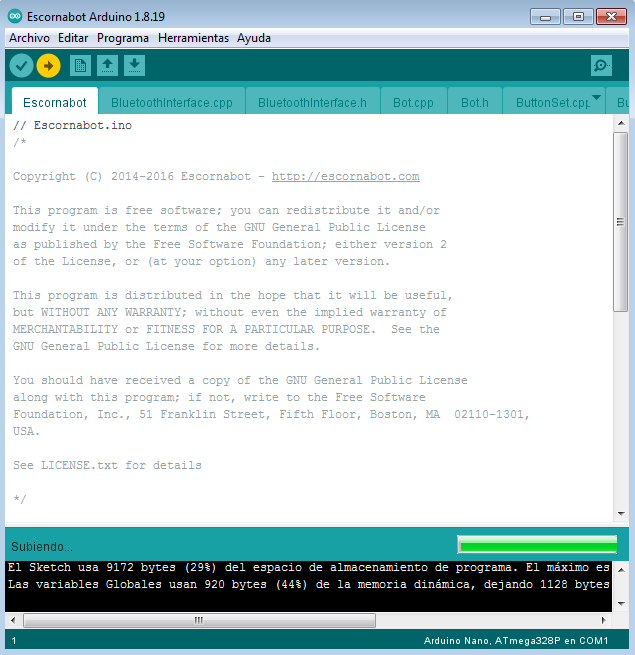 Escornabot Arduino 1.8.19
Archivo Editar Programa Herramientas Ayuda
Escornabot BluetoothInterface.cpp BluetoothInterface.h Bot.cpp Bot.h ButtonSet.cpp Bu
// Escornabot.ino
/*
Copyright (C) 2014-2016 Escornabot - http://escornabot.com
This program is free software; you can redistribute it and/or
modify it under the terms of the GNU General Public License
as published by the Free Software Foundation; either version 2
of the License, or (at your option) any later version.
This program is distributed in the hope that it will be useful,
but WITHOUT ANY WARRANTY; without even the implied warranty of
MERCHANTABILITY or FITNESS FOR A PARTICULAR PURPOSE.  See the
GNU General Public License for more details.
You should have received a copy of the GNU General Public License
along with this program; if not, write to the Free Software
Foundation, Inc., 51 Franklin Street, Fifth Floor, Boston, MA  02110-1301,
USA.
See LICENSE.txt for details
*/
Subiendo...
El Sketch usa 9172 bytes (29%) del espacio de almacenamiento de programa. El máximo es
Las variables Globales usan 920 bytes (44%) de la memoria dinámica, dejando 1128 bytes
1 Arduino Nano, ATmega328P en COM1